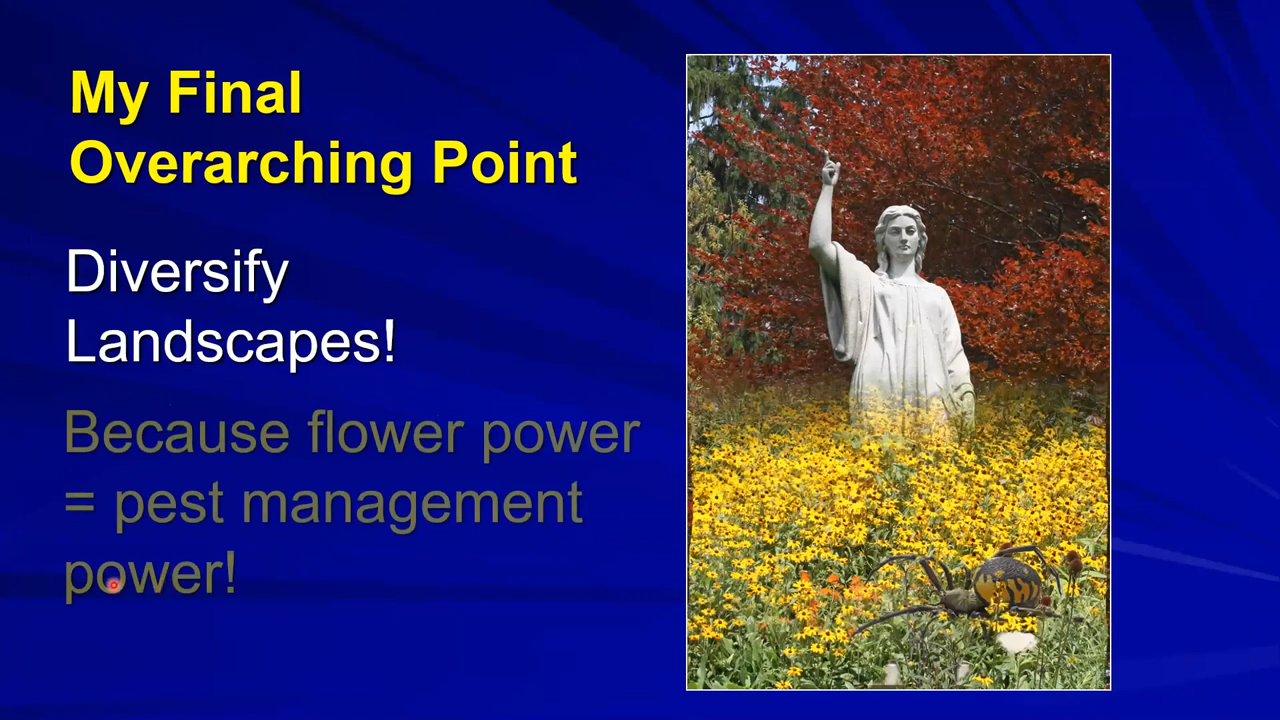 My Final
Overarching Point
Diversify
Landscapes!
Because flower power
= pest management
power!